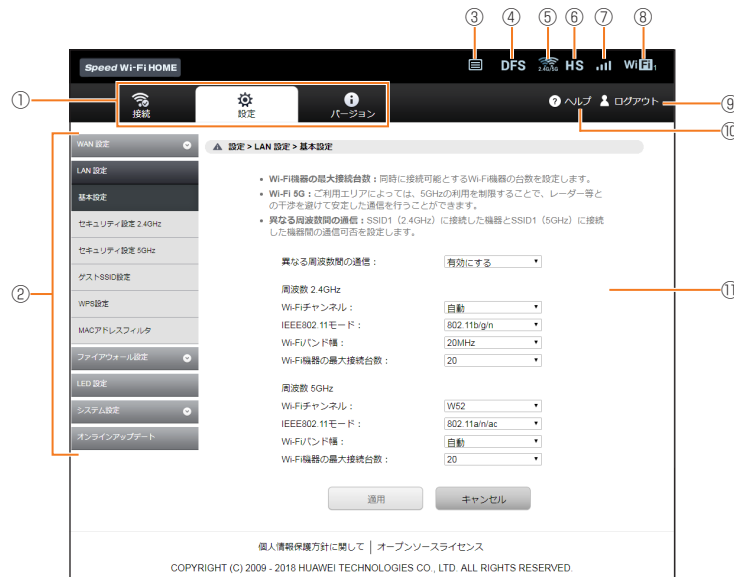 ③ ④ ⑤ ⑥ ⑦ ⑧
Speed Wi-Fi HOME
DFS 2.4G/5G HS WiFi 1
①
接続
設定
バージョン
ヘルプ ログアウト
⑨
⑩
②
WAN 設定
LAN 設定
基本設定
セキュリティ設定 2.4GHz
セキュリティ設定 5GHz
ゲストSSID設定
WPS設定
MACアドレスフィルタ
ファイアウォール設定
LED 設定
システム設定
オンラインアップデート
設定 > LAN 設定 > 基本設定
• Wi-Fi機器の最大接続台数：同時に接続可能とするWi-Fi機器の台数を設定します。
• Wi-Fi 5G：ご利用エリアによっては、5GHzの利用を制限することで、レーダー等と
の干渉を避けて安定した通信を行うことができます。
• 異なる周波数間の通信：SSID1（2.4GHz）に接続した機器とSSID1（5GHz）に接続
した機器間の通信可否を設定します。
異なる周波数間の通信： 有効にする
⑪
周波数 2.4GHz
Wi-Fiチャンネル： 自動
IEEE802.11モード： 802.11b/g/n
Wi-Fiバンド幅： 20MHz
Wi-Fi機器の最大接続台数： 20
周波数 5GHz
Wi-Fiチャンネル： W52
IEEE802.11モード： 802.11a/n/ac
Wi-Fiバンド幅： 自動
Wi-Fi機器の最大接続台数： 20
適用 キャンセル
個人情報保護方針に関して | オープンソースライセンス
COPYRIGHT (C) 2009 - 2018 HUAWEI TECHNOLOGIES CO., LTD. ALL RIGHTS RESERVED.